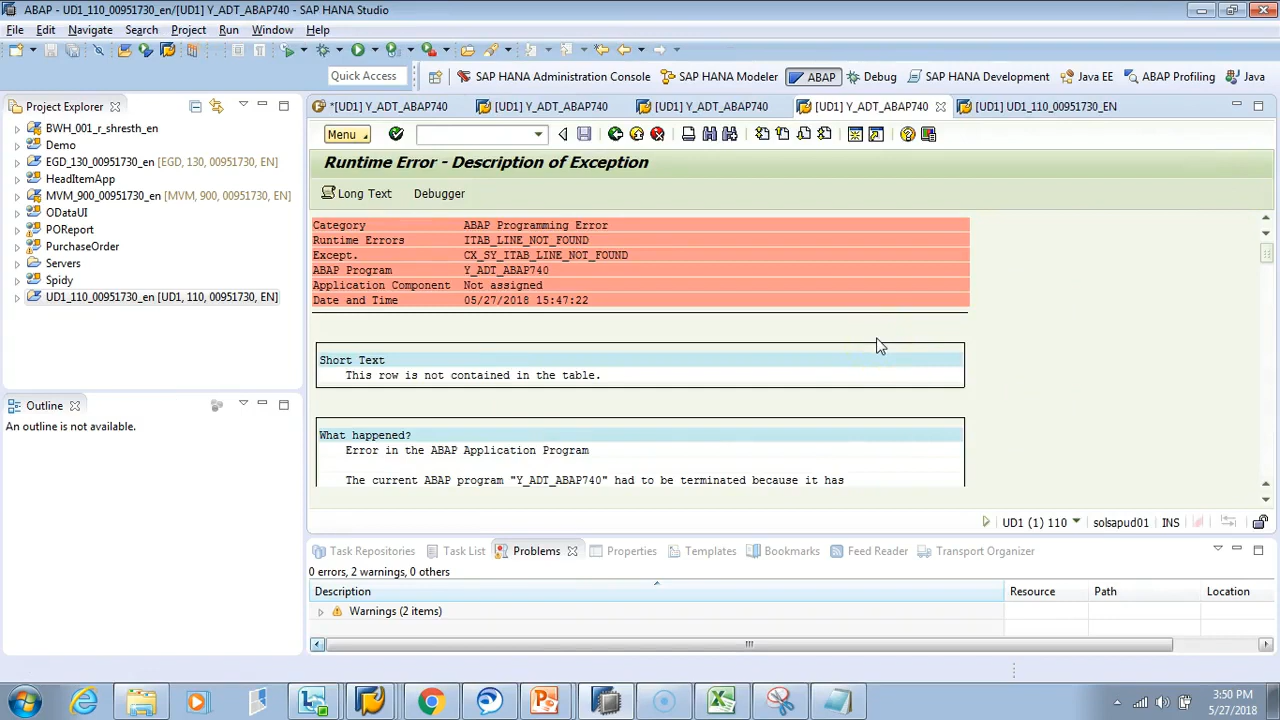 ABAP - UD1_110_00951730_en/[UD1] Y_ADT_ABAP740 - SAP HANA Studio
File Edit Navigate Search Project Run Window Help
Quick Access
SAP HANA Administration Console SAP HANA Modeler ABAP Debug SAP HANA Development Java EE ABAP Profiling Java
Project Explorer
*[UD1] Y_ADT_ABAP740 [UD1] Y_ADT_ABAP740 [UD1] Y_ADT_ABAP740 [UD1] Y_ADT_ABAP740 [UD1] UD1_110_00951730_EN
BWH_001_r_shresth_en
Demo
EGD_130_00951730_en [EGD, 130, 00951730, EN]
HeadItemApp
MVM_900_00951730_en [MVM, 900, 00951730, EN]
ODataUI
POReport
PurchaseOrder
Servers
Spidy
UD1_110_00951730_en [UD1, 110, 00951730, EN]
Outline
An outline is not available.
Menu
Runtime Error - Description of Exception
Long Text Debugger
Category ABAP Programming Error
Runtime Errors ITAB_LINE_NOT_FOUND
Except. CX_SY_ITAB_LINE_NOT_FOUND
ABAP Program Y_ADT_ABAP740
Application Component Not assigned
Date and Time 05/27/2018 15:47:22
Short Text
This row is not contained in the table.
What happened?
Error in the ABAP Application Program
The current ABAP program "Y_ADT_ABAP740" had to be terminated because it has
UD1 (1) 110 solsapud01 INS
Task Repositories Task List Problems Properties Templates Bookmarks Feed Reader Transport Organizer
0 errors, 2 warnings, 0 others
Description Resource Path Location
Warnings (2 items)
3:50 PM
5/27/2018